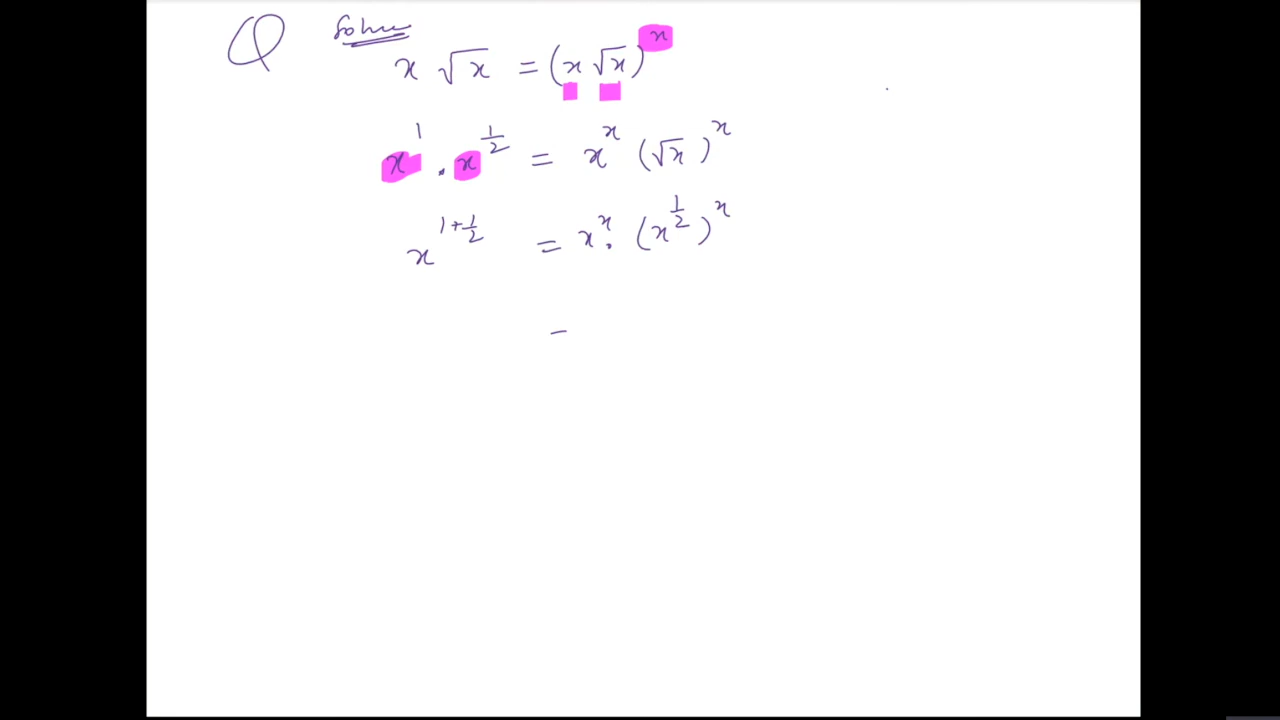 Q Solve
x √x = (x √x)^x
x^1 . x^(1/2) = x^x (√x)^x
x^(1+1/2) = x^x . (x^(1/2))^x
=